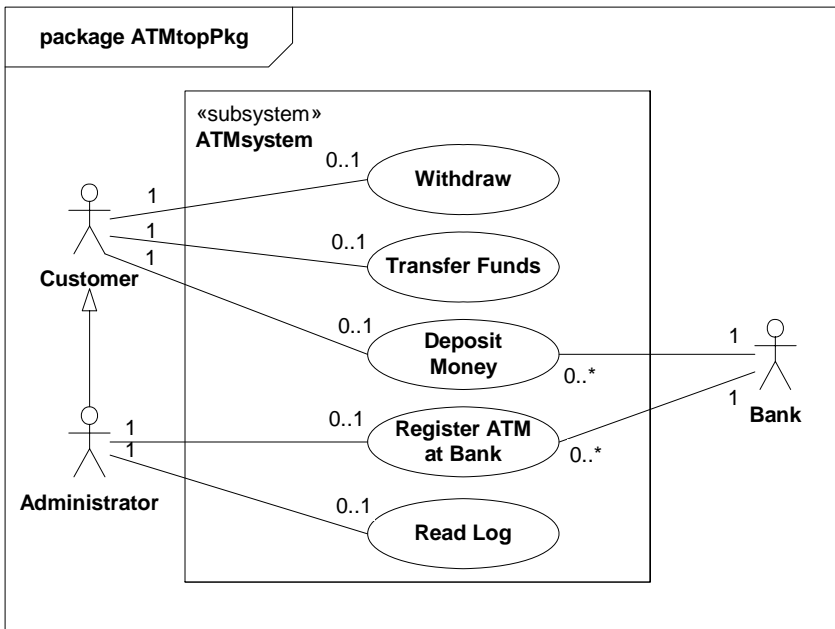 package ATMtopPkg
«subsystem»
ATMsystem
0..1
Withdraw
1
1
0..1
Transfer Funds
1
Customer
0..1
Deposit
Money
1
0..*
1
Bank
1
0..1
Register ATM
at Bank
0..*
1
Administrator
0..1
Read Log